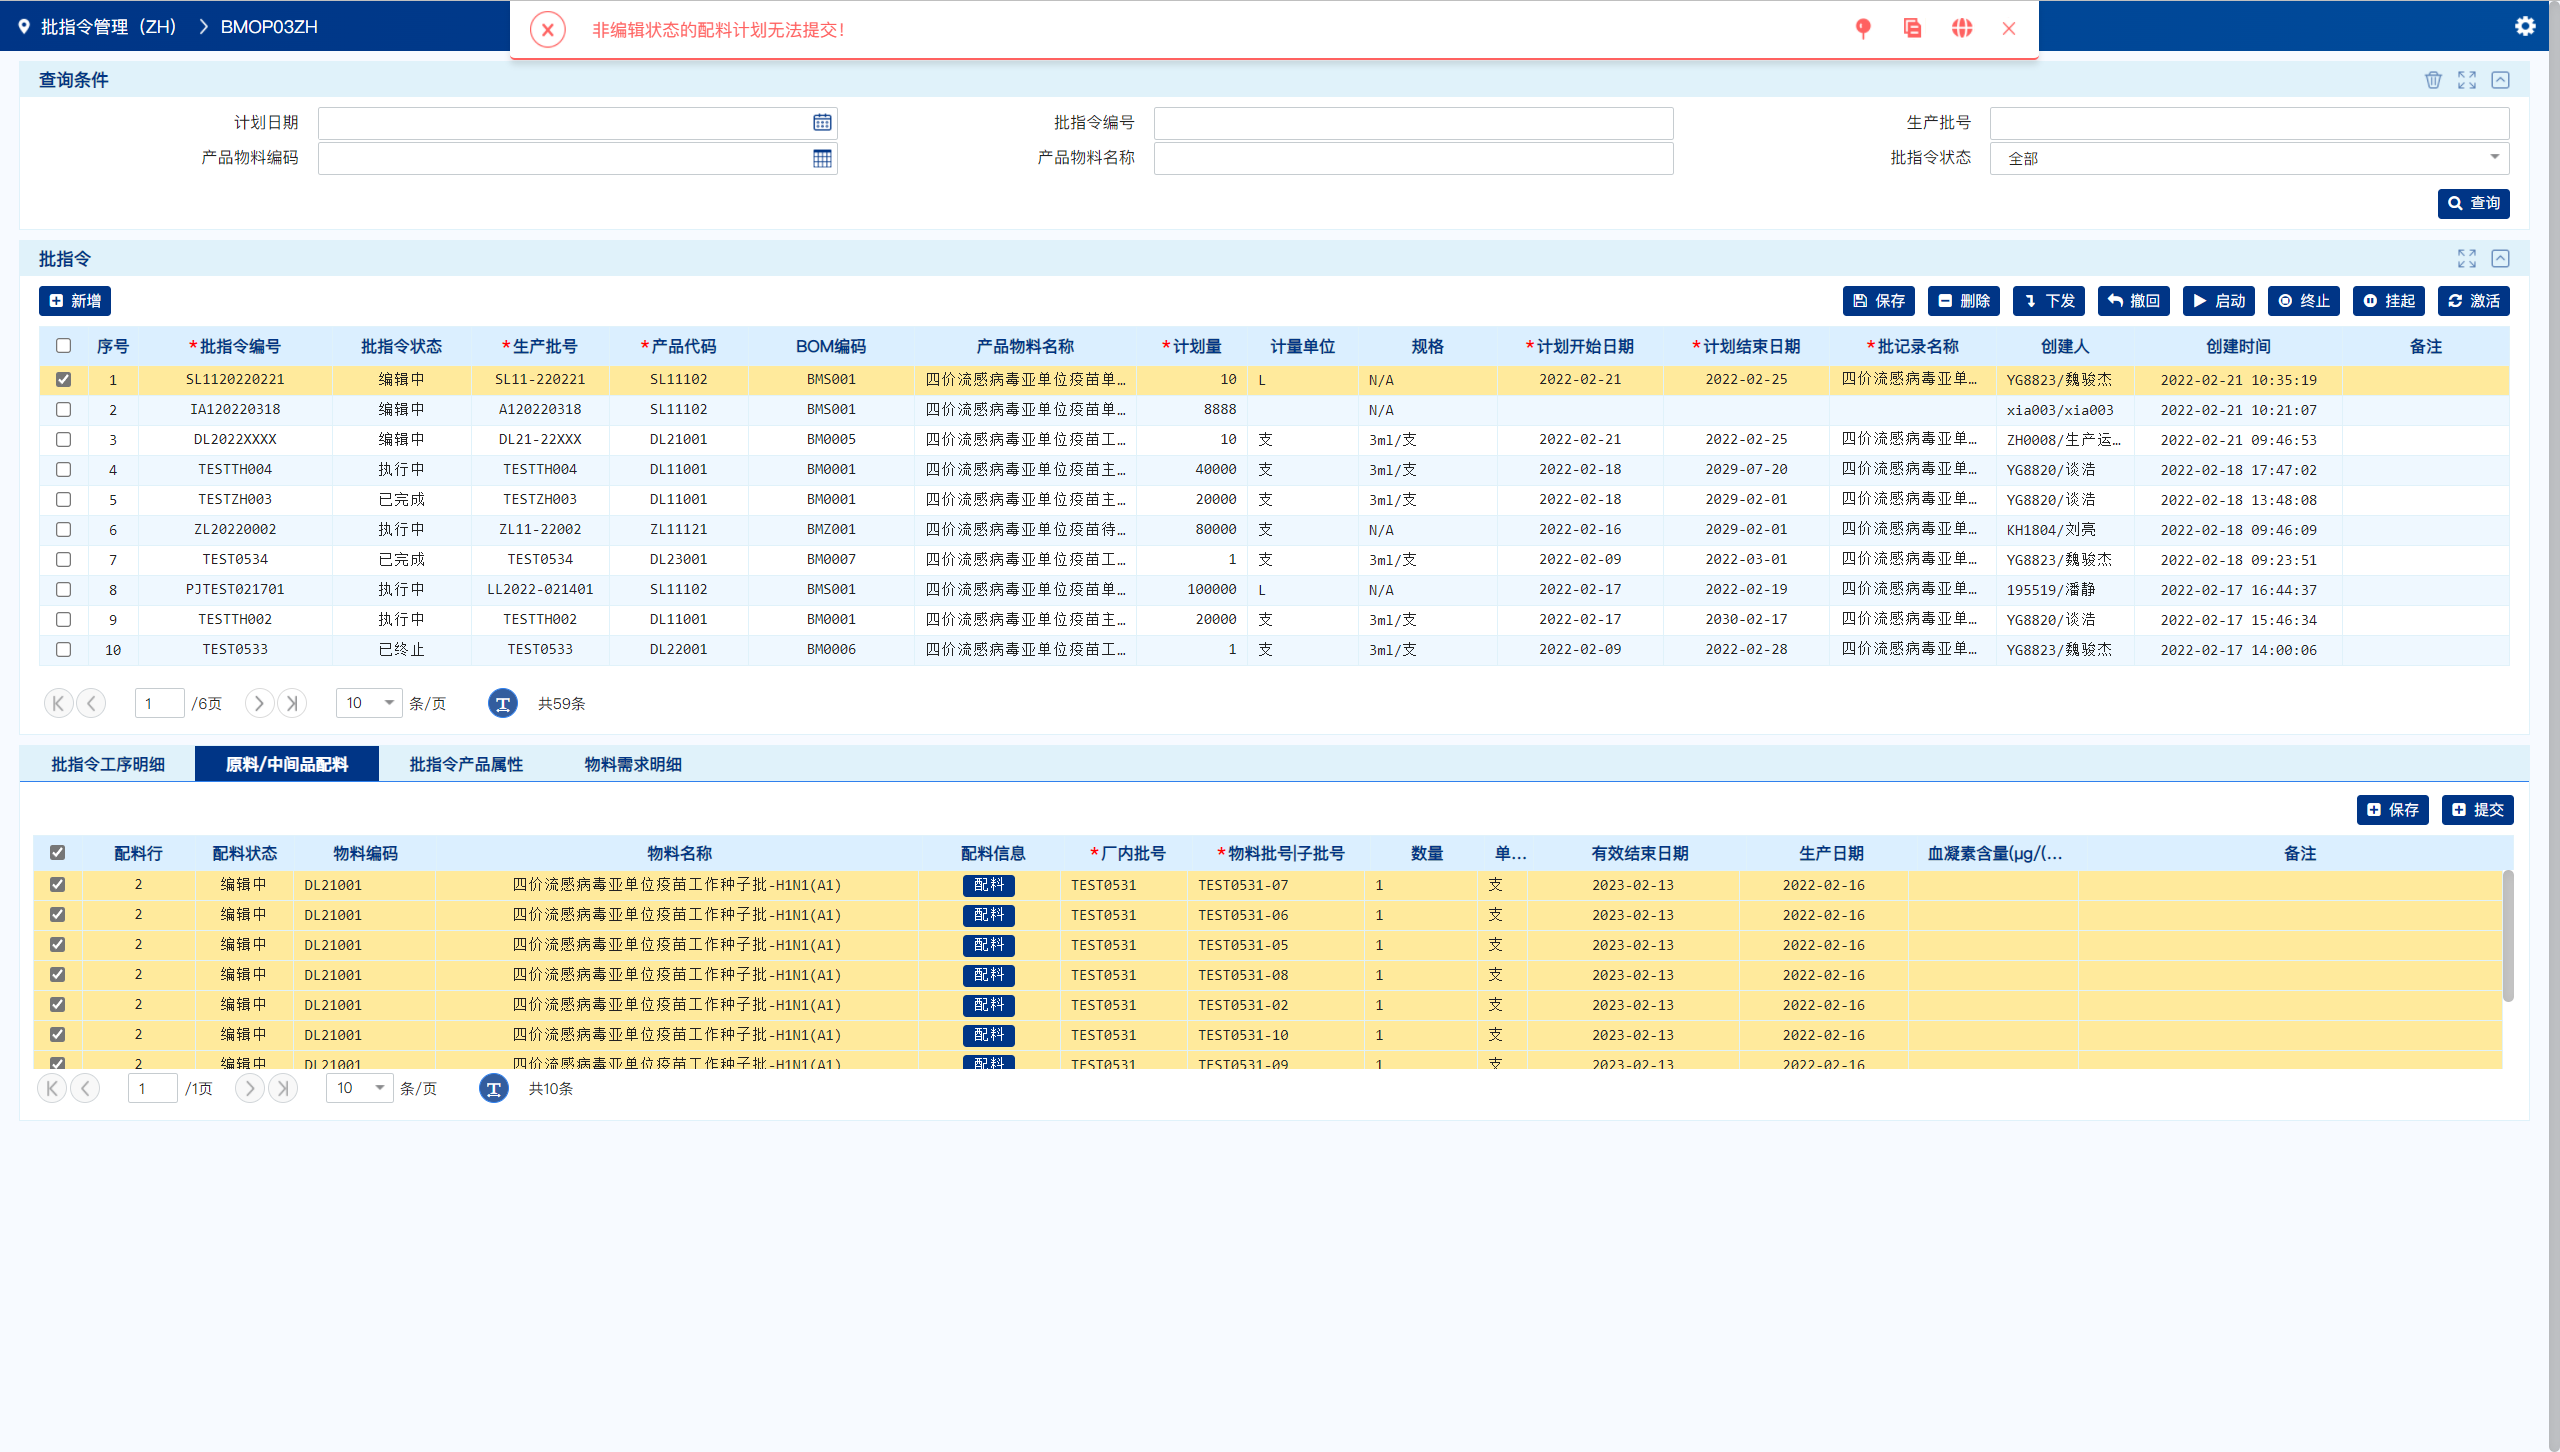 批指令管理（ZH） > BMOP03ZH
非编辑状态的配料计划无法提交!
查询条件
计划日期 批指令编号 生产批号
产品物料编码 产品物料名称 批指令状态 全部
查询
批指令
新增 保存 删除 下发 撤回 启动 终止 挂起 激活
序号 *批指令编号 批指令状态 *生产批号 *产品代码 BOM编码 产品物料名称 *计划量 计量单位 规格 *计划开始日期 *计划结束日期 *批记录名称 创建人 创建时间 备注
1 SL1120220221 编辑中 SL11-220221 SL11102 BMS001 四价流感病毒亚单位疫苗单... 10 L N/A 2022-02-21 2022-02-25 四价流感病毒亚单... YG8823/魏骏杰 2022-02-21 10:35:19
2 IA120220318 编辑中 A120220318 SL11102 BMS001 四价流感病毒亚单位疫苗单... 8888 N/A xia003/xia003 2022-02-21 10:21:07
3 DL2022XXXX 编辑中 DL21-22XXX DL21001 BM0005 四价流感病毒亚单位疫苗工... 10 支 3ml/支 2022-02-21 2022-02-25 四价流感病毒亚单... ZH0008/生产运... 2022-02-21 09:46:53
4 TESTTH004 执行中 TESTTH004 DL11001 BM0001 四价流感病毒亚单位疫苗主... 40000 支 3ml/支 2022-02-18 2029-07-20 四价流感病毒亚单... YG8820/谈浩 2022-02-18 17:47:02
5 TESTZH003 已完成 TESTZH003 DL11001 BM0001 四价流感病毒亚单位疫苗主... 20000 支 3ml/支 2022-02-18 2029-02-01 四价流感病毒亚单... YG8820/谈浩 2022-02-18 13:48:08
6 ZL20220002 执行中 ZL11-22002 ZL11121 BMZ001 四价流感病毒亚单位疫苗待... 80000 支 N/A 2022-02-16 2029-02-01 四价流感病毒亚单... KH1804/刘亮 2022-02-18 09:46:09
7 TEST0534 已完成 TEST0534 DL23001 BM0007 四价流感病毒亚单位疫苗工... 1 支 3ml/支 2022-02-09 2022-03-01 四价流感病毒亚单... YG8823/魏骏杰 2022-02-18 09:23:51
8 PJTEST021701 执行中 LL2022-021401 SL11102 BMS001 四价流感病毒亚单位疫苗单... 100000 L N/A 2022-02-17 2022-02-19 四价流感病毒亚单... 195519/潘静 2022-02-17 16:44:37
9 TESTTH002 执行中 TESTTH002 DL11001 BM0001 四价流感病毒亚单位疫苗主... 20000 支 3ml/支 2022-02-17 2030-02-17 四价流感病毒亚单... YG8820/谈浩 2022-02-17 15:46:34
10 TEST0533 已终止 TEST0533 DL22001 BM0006 四价流感病毒亚单位疫苗工... 1 支 3ml/支 2022-02-09 2022-02-28 四价流感病毒亚单... YG8823/魏骏杰 2022-02-17 14:00:06
1 /6页 10 条/页 共59条
批指令工序明细 原料/中间品配料 批指令产品属性 物料需求明细
保存 提交
配料行 配料状态 物料编码 物料名称 配料信息 *厂内批号 *物料批号|子批号 数量 单... 有效结束日期 生产日期 血凝素含量(μg/(... 备注
2 编辑中 DL21001 四价流感病毒亚单位疫苗工作种子批-H1N1(A1) 配料 TEST0531 TEST0531-07 1 支 2023-02-13 2022-02-16
2 编辑中 DL21001 四价流感病毒亚单位疫苗工作种子批-H1N1(A1) 配料 TEST0531 TEST0531-06 1 支 2023-02-13 2022-02-16
2 编辑中 DL21001 四价流感病毒亚单位疫苗工作种子批-H1N1(A1) 配料 TEST0531 TEST0531-05 1 支 2023-02-13 2022-02-16
2 编辑中 DL21001 四价流感病毒亚单位疫苗工作种子批-H1N1(A1) 配料 TEST0531 TEST0531-08 1 支 2023-02-13 2022-02-16
2 编辑中 DL21001 四价流感病毒亚单位疫苗工作种子批-H1N1(A1) 配料 TEST0531 TEST0531-02 1 支 2023-02-13 2022-02-16
2 编辑中 DL21001 四价流感病毒亚单位疫苗工作种子批-H1N1(A1) 配料 TEST0531 TEST0531-10 1 支 2023-02-13 2022-02-16
2 编辑中 DL21001 四价流感病毒亚单位疫苗工作种子批-H1N1(A1) 配料 TEST0531 TEST0531-09 1 支 2023-02-13 2022-02-16
1 /1页 10 条/页 共10条